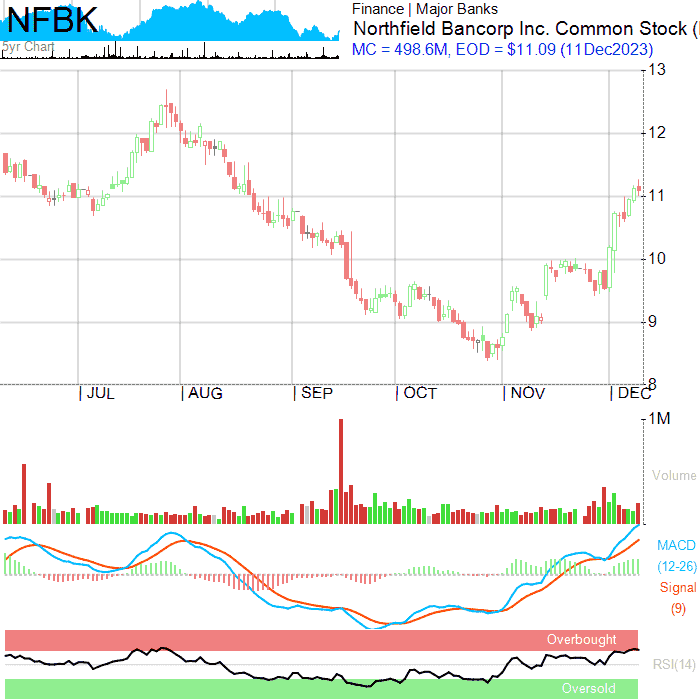 NFBK
5yr Chart
Finance | Major Banks
Northfield Bancorp Inc. Common Stock (
MC = 498.6M, EOD = $11.09 (11Dec2023)
13
12
11
10
9
8
JUL AUG SEP OCT NOV DEC
1M
Volume
MACD
(12-26)
Signal
(9)
Overbought
RSI(14)
Oversold